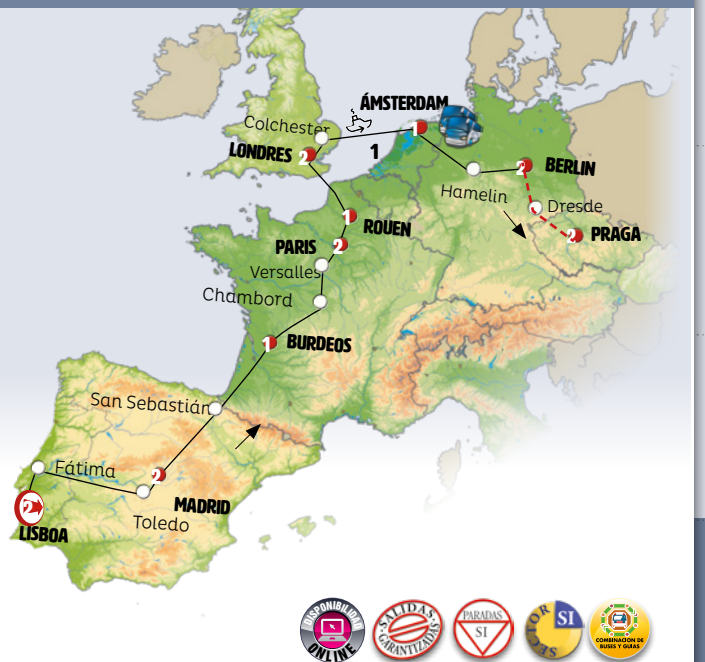 ÁMSTERDAM
1
Colchester
1
LONDRES 2
2 BERLIN
Hamelin
Dresde
1 ROUEN
2 PRAGA
PARIS 2
Versalles
Chambord
1 BURDEOS
San Sebastián
Fátima
2
MADRID
2
LISBOA
Toledo
DISPONIBILIDAD
ONLINE
SALIDAS
GARANTIZADAS
PARADAS
SI
SECTOR
SI
COMBINACION DE
BUSES Y GUIAS